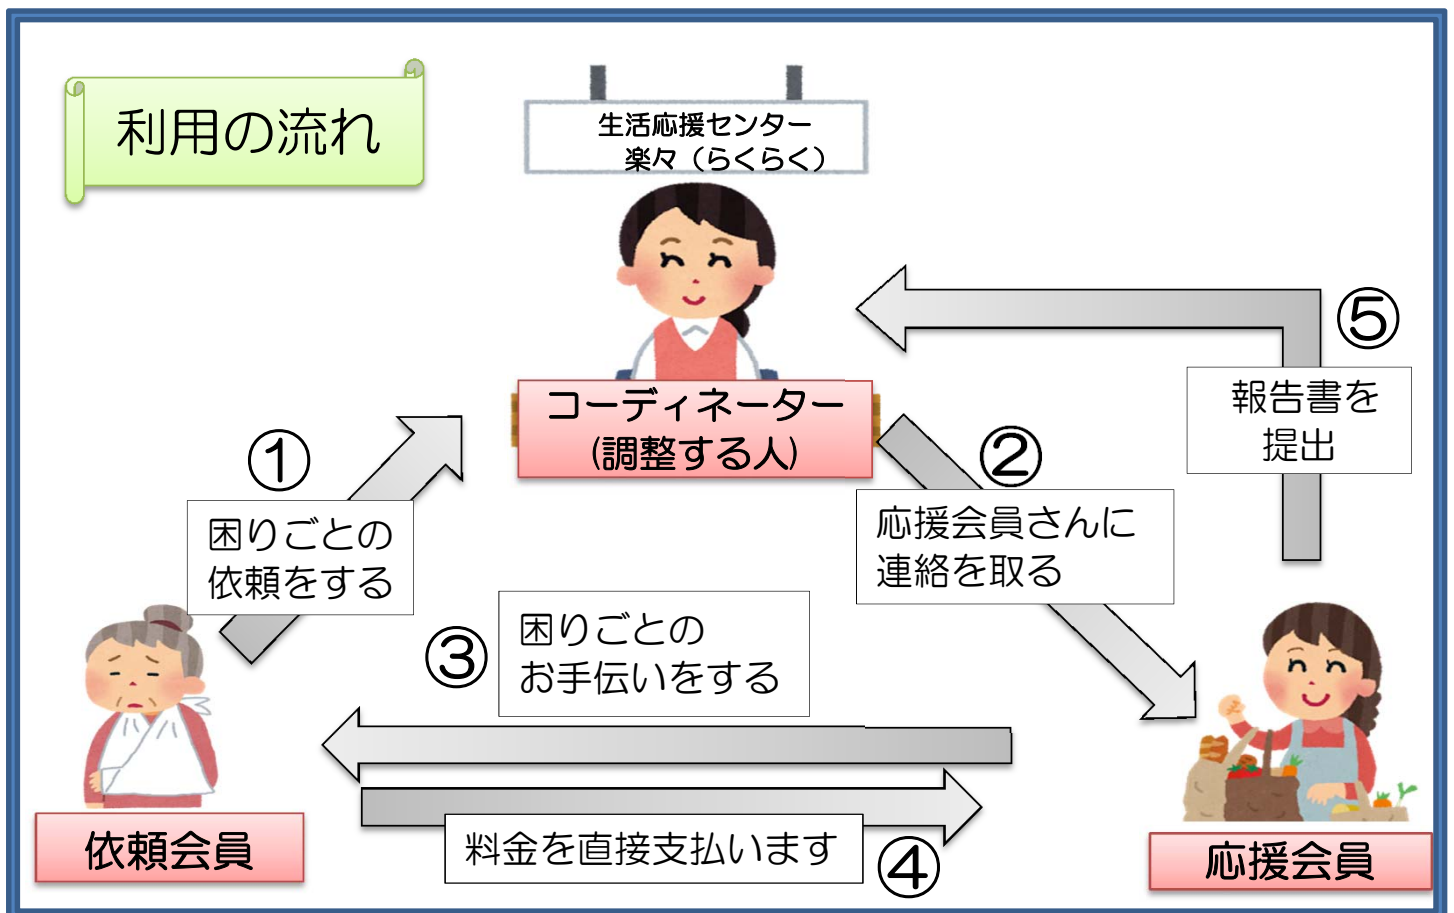 利用の流れ
生活応援センター
楽々（らくらく）
コーディネーター
(調整する人)
①
困りごとの
依頼をする
②
応援会員さんに
連絡を取る
③
困りごとの
お手伝いをする
料金を直接支払います
④
⑤
報告書を
提出
依頼会員
応援会員